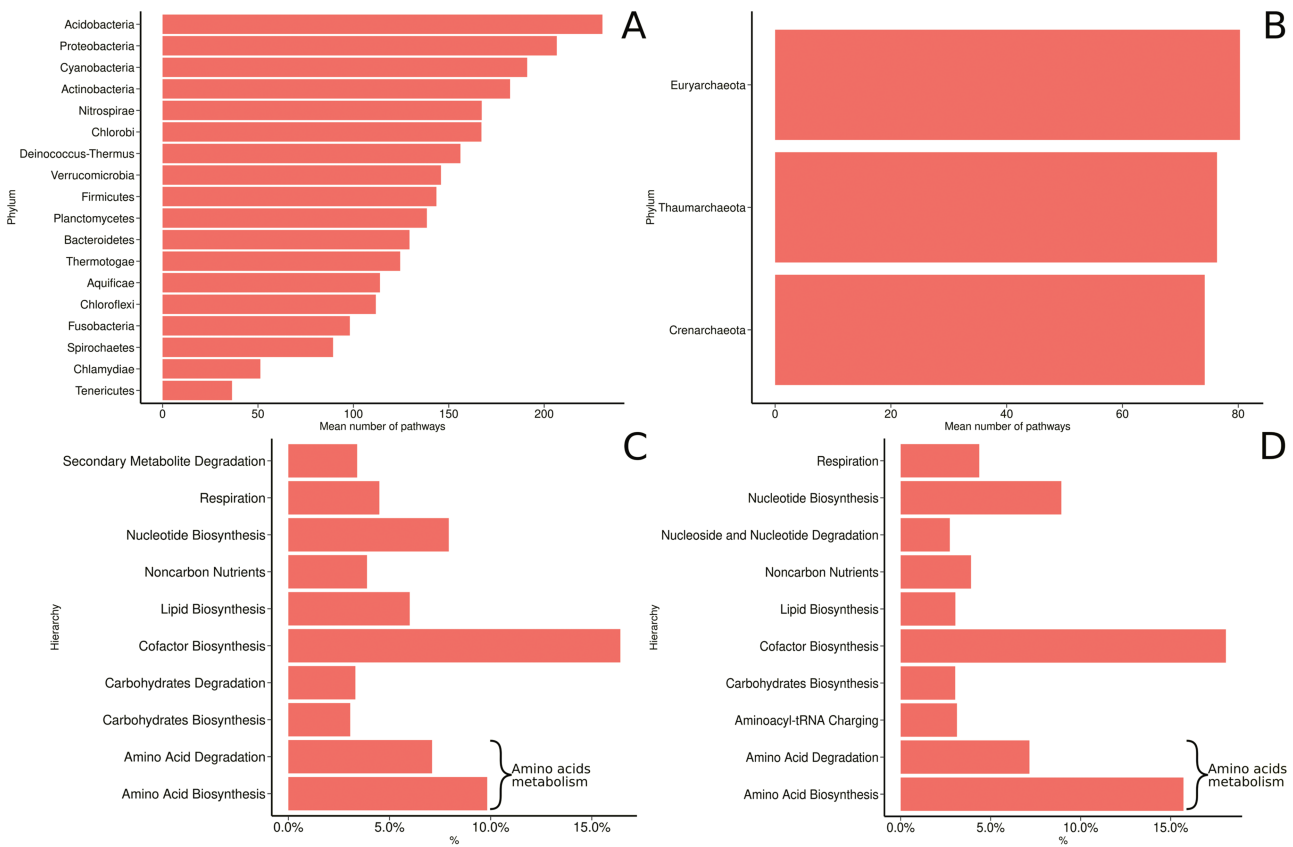 A
Acidobacteria
Proteobacteria
Cyanobacteria
Actinobacteria
Nitrospirae
Chlorobi
Deinococcus-Thermus
Verrucomicrobia
Firmicutes
Planctomycetes
Bacteroidetes
Thermotogae
Aquificae
Chloroflexi
Fusobacteria
Spirochaetes
Chlamydiae
Tenericutes
Phylum
0 50 100 150 200
Mean number of pathways
B
Euryarchaeota
Thaumarchaeota
Crenarchaeota
Phylum
0 20 40 60 80
Mean number of pathways
C
Secondary Metabolite Degradation
Respiration
Nucleotide Biosynthesis
Noncarbon Nutrients
Lipid Biosynthesis
Cofactor Biosynthesis
Carbohydrates Degradation
Carbohydrates Biosynthesis
Amino Acid Degradation
Amino Acid Biosynthesis
Hierarchy
Amino acids
metabolism
0.0% 5.0% 10.0% 15.0%
%
D
Respiration
Nucleotide Biosynthesis
Nucleoside and Nucleotide Degradation
Noncarbon Nutrients
Lipid Biosynthesis
Cofactor Biosynthesis
Carbohydrates Biosynthesis
Aminoacyl-tRNA Charging
Amino Acid Degradation
Amino Acid Biosynthesis
Hierarchy
Amino acids
metabolism
0.0% 5.0% 10.0% 15.0%
%